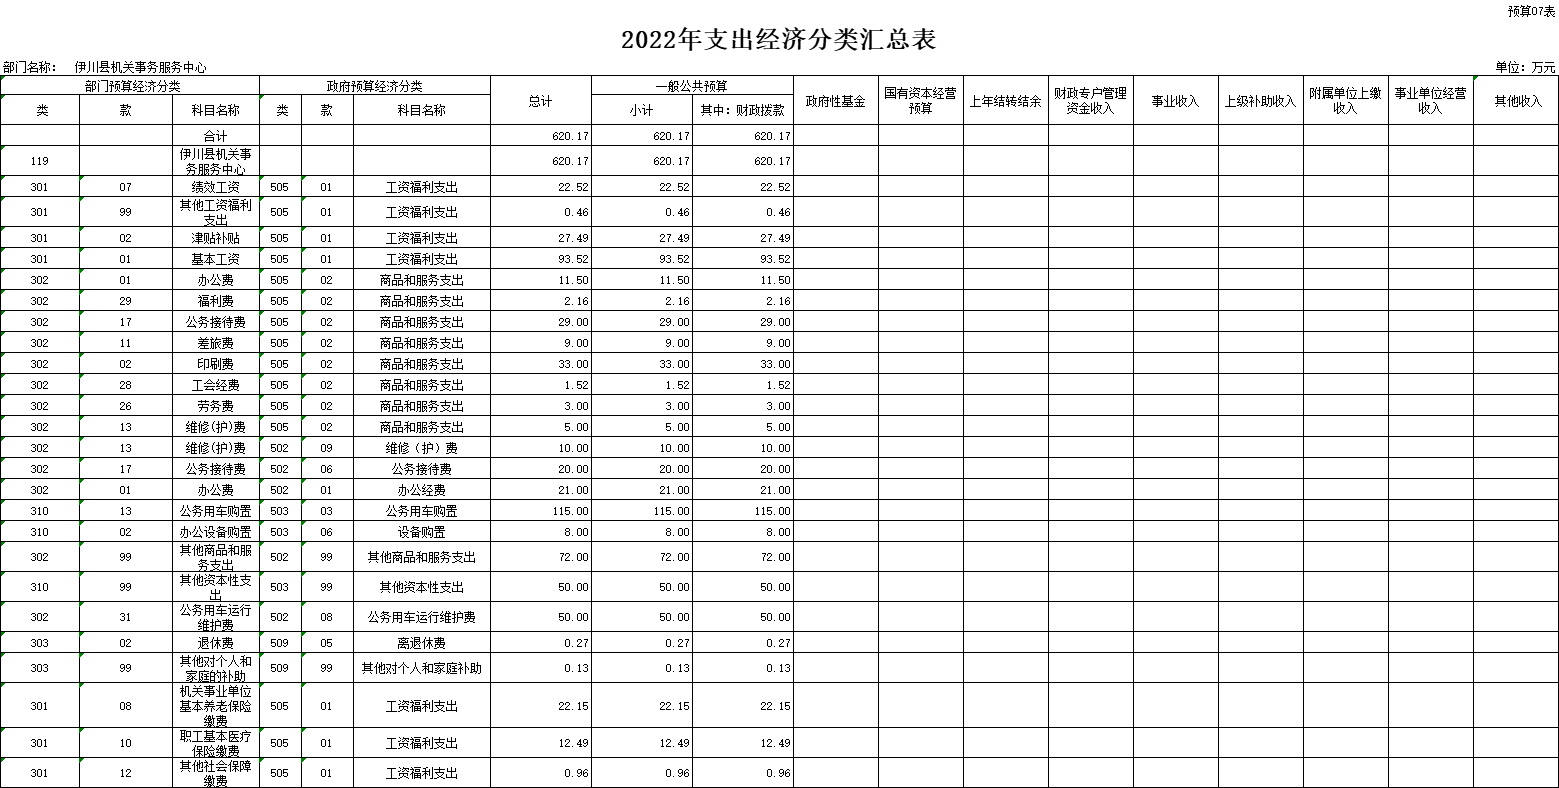 预算07表
2022年支出经济分类汇总表
部门名称： 伊川县机关事务服务中心 单位：万元
部门预算经济分类 政府预算经济分类 总计 一般公共预算 政府性基金 国有资本经营预算 上年结转结余 财政专户管理资金收入 事业收入 上级补助收入 附属单位上缴收入 事业单位经营收入 其他收入
类 款 科目名称 类 款 科目名称 小计 其中：财政拨款
合计 620.17 620.17 620.17
119 伊川县机关事务服务中心 620.17 620.17 620.17
301 07 绩效工资 505 01 工资福利支出 22.52 22.52 22.52
301 99 其他工资福利支出 505 01 工资福利支出 0.46 0.46 0.46
301 02 津贴补贴 505 01 工资福利支出 27.49 27.49 27.49
301 01 基本工资 505 01 工资福利支出 93.52 93.52 93.52
302 01 办公费 505 02 商品和服务支出 11.50 11.50 11.50
302 29 福利费 505 02 商品和服务支出 2.16 2.16 2.16
302 17 公务接待费 505 02 商品和服务支出 29.00 29.00 29.00
302 11 差旅费 505 02 商品和服务支出 9.00 9.00 9.00
302 02 印刷费 505 02 商品和服务支出 33.00 33.00 33.00
302 28 工会经费 505 02 商品和服务支出 1.52 1.52 1.52
302 26 劳务费 505 02 商品和服务支出 3.00 3.00 3.00
302 13 维修(护)费 505 02 商品和服务支出 5.00 5.00 5.00
302 13 维修(护)费 502 09 维修（护）费 10.00 10.00 10.00
302 17 公务接待费 502 06 公务接待费 20.00 20.00 20.00
302 01 办公费 502 01 办公经费 21.00 21.00 21.00
310 13 公务用车购置 503 03 公务用车购置 115.00 115.00 115.00
310 02 办公设备购置 503 06 设备购置 8.00 8.00 8.00
302 99 其他商品和服务支出 502 99 其他商品和服务支出 72.00 72.00 72.00
310 99 其他资本性支出 503 99 其他资本性支出 50.00 50.00 50.00
302 31 公务用车运行维护费 502 08 公务用车运行维护费 50.00 50.00 50.00
303 02 退休费 509 05 离退休费 0.27 0.27 0.27
303 99 其他对个人和家庭的补助 509 99 其他对个人和家庭补助 0.13 0.13 0.13
301 08 机关事业单位基本养老保险缴费 505 01 工资福利支出 22.15 22.15 22.15
301 10 职工基本医疗保险缴费 505 01 工资福利支出 12.49 12.49 12.49
301 12 其他社会保障缴费 505 01 工资福利支出 0.96 0.96 0.96